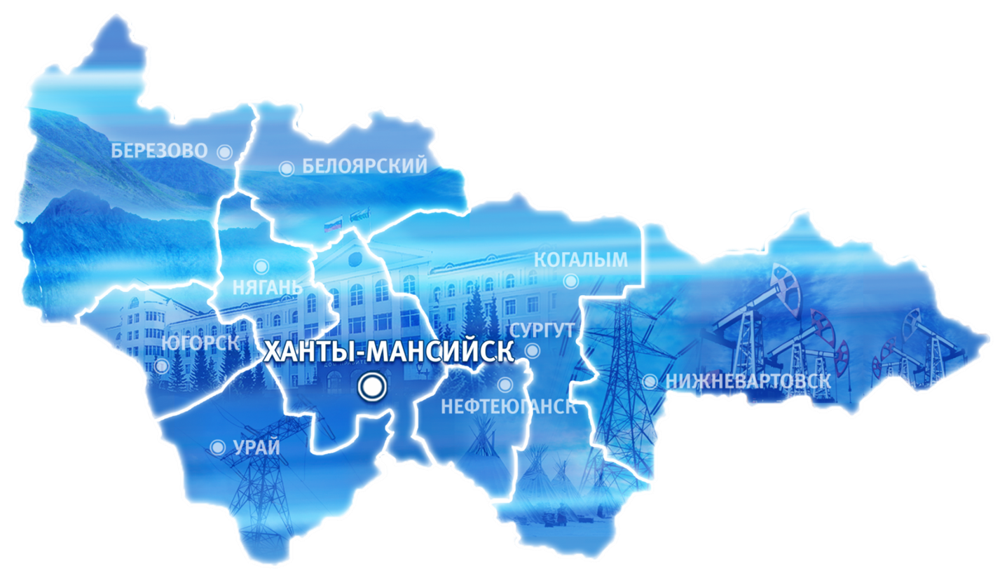 БЕРЕЗОВО
БЕЛОЯРСКИЙ
КОГАЛЫМ
НЯГАНЬ
СУРГУТ
ЮГОРСК
ХАНТЫ-МАНСИЙСК
НИЖНЕВАРТОВСК
НЕФТЕЮГАНСК
УРАЙ